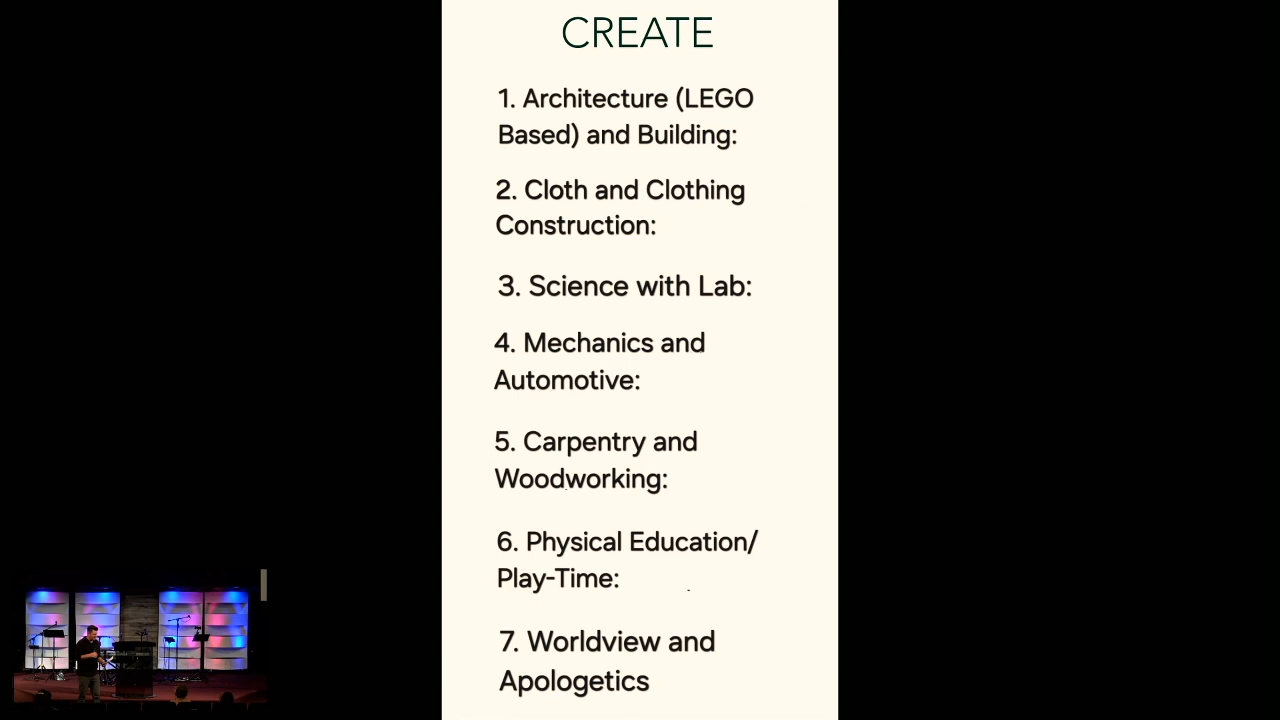 CREATE
1. Architecture (LEGO
Based) and Building:
2. Cloth and Clothing
Construction:
3. Science with Lab:
4. Mechanics and
Automotive:
5. Carpentry and
Woodworking:
6. Physical Education/
Play-Time:
7. Worldview and
Apologetics